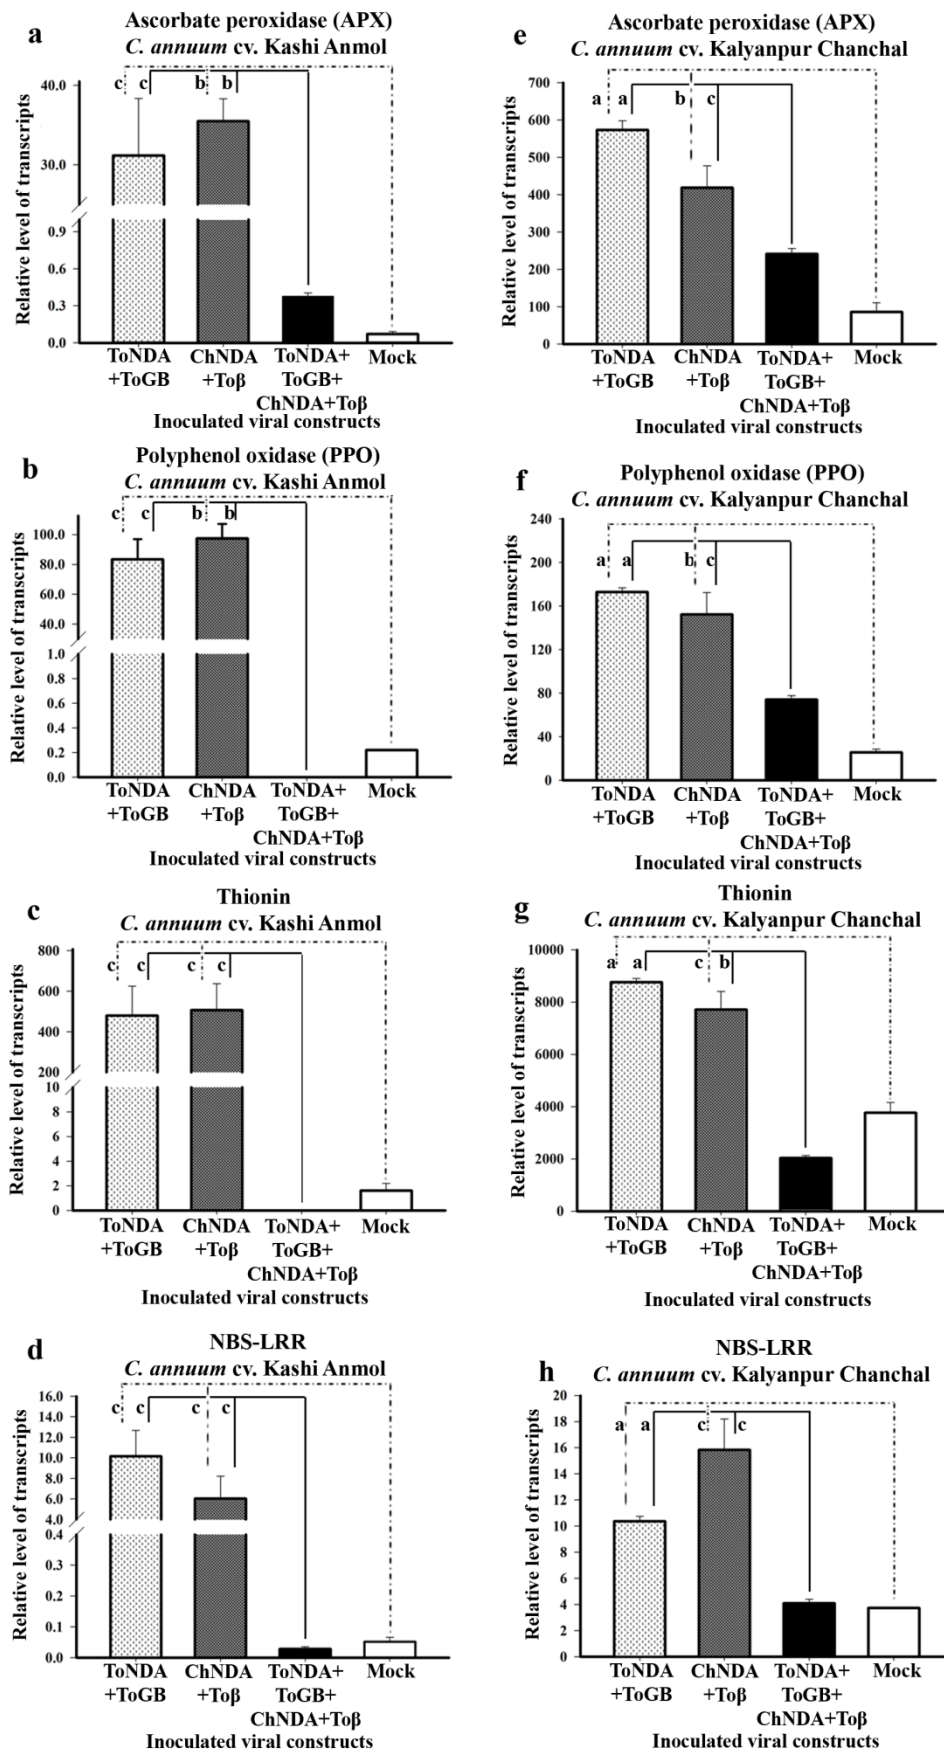 a
Ascorbate peroxidase (APX)
C. annuum cv. Kashi Anmol
c c b b
Relative level of transcripts
40.0
30.0
0.9
0.6
0.3
0.0
ToNDA ChNDA ToNDA+ Mock
+ToGB +Toβ ToGB+
ChNDA+Toβ
Inoculated viral constructs
b
Polyphenol oxidase (PPO)
C. annuum cv. Kashi Anmol
c c b b
Relative level of transcripts
100.0
80.0
60.0
40.0
1.0
0.8
0.6
0.4
0.2
0.0
ToNDA ChNDA ToNDA+ Mock
+ToGB +Toβ ToGB+
ChNDA+Toβ
Inoculated viral constructs
c
Thionin
C. annuum cv. Kashi Anmol
c c c c
Relative level of transcripts
800
600
400
200
10
8
6
4
2
0
ToNDA ChNDA ToNDA+ Mock
+ToGB +Toβ ToGB+
ChNDA+Toβ
Inoculated viral constructs
d
NBS-LRR
C. annuum cv. Kashi Anmol
c c c c
Relative level of transcripts
16.0
14.0
12.0
10.0
8.0
6.0
4.0
0.4
0.3
0.2
0.1
0.0
ToNDA ChNDA ToNDA+ Mock
+ToGB +Toβ ToGB+
ChNDA+Toβ
Inoculated viral constructs
e
Ascorbate peroxidase (APX)
C. annuum cv. Kalyanpur Chanchal
a a b c
Relative level of transcripts
700
600
500
400
300
200
100
0
ToNDA ChNDA ToNDA+ Mock
+ToGB +Toβ ToGB+
ChNDA+Toβ
Inoculated viral constructs
f
Polyphenol oxidase (PPO)
C. annuum cv. Kalyanpur Chanchal
a a b c
Relative level of transcripts
240
200
160
120
80
40
0
ToNDA ChNDA ToNDA+ Mock
+ToGB +Toβ ToGB+
ChNDA+Toβ
Inoculated viral constructs
g
Thionin
C. annuum cv. Kalyanpur Chanchal
a a c b
Relative level of transcripts
10000
8000
6000
4000
2000
0
ToNDA ChNDA ToNDA+ Mock
+ToGB +Toβ ToGB+
ChNDA+Toβ
Inoculated viral constructs
h
NBS-LRR
C. annuum cv. Kalyanpur Chanchal
a a c c
Relative level of transcripts
20
18
16
14
12
10
8
6
4
2
0
ToNDA ChNDA ToNDA+ Mock
+ToGB +Toβ ToGB+
ChNDA+Toβ
Inoculated viral constructs